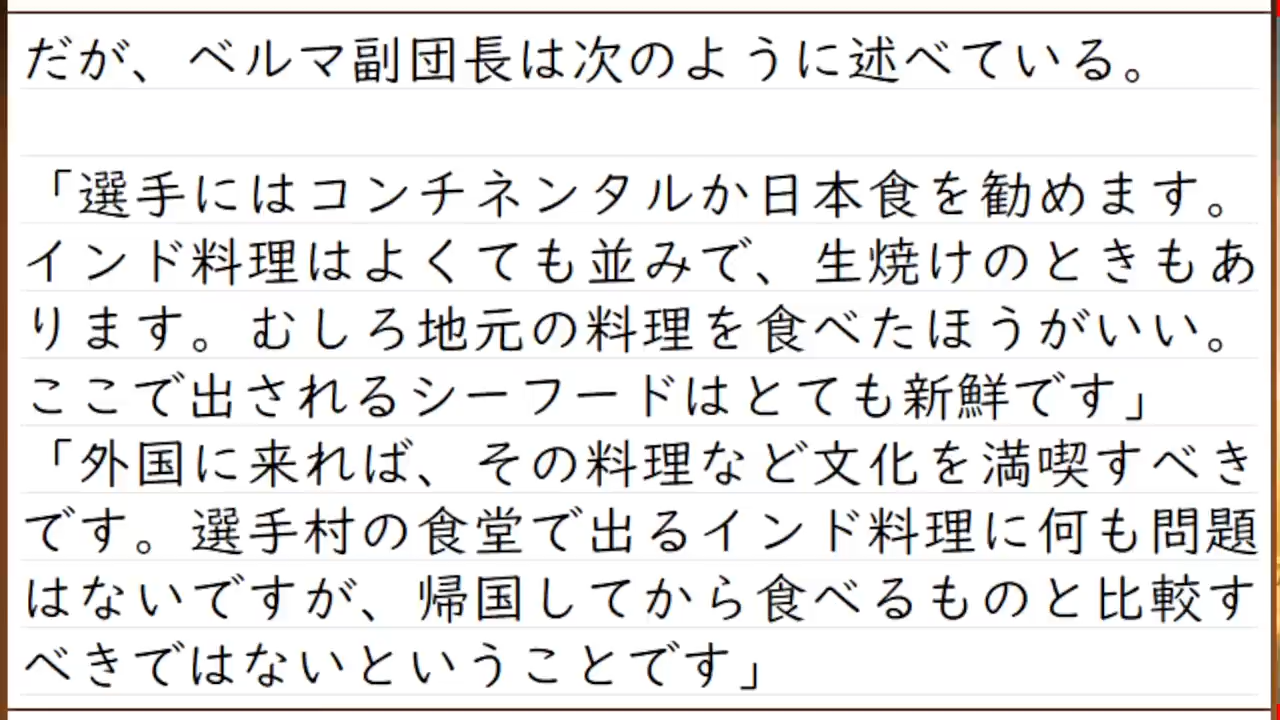 だが、ベルマ副団長は次のように述べている。
「選手にはコンチネンタルか日本食を勧めます。
インド料理はよくても並みで、生焼けのときもあ
ります。むしろ地元の料理を食べたほうがいい。
ここで出されるシーフードはとても新鮮です」
「外国に来れば、その料理など文化を満喫すべき
です。選手村の食堂で出るインド料理に何も問題
はないですが、帰国してから食べるものと比較す
べきではないということです」